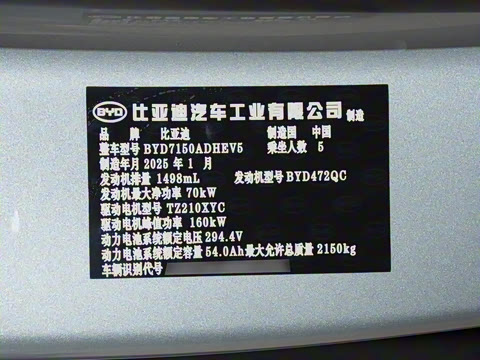 BYD 比亚迪汽车工业有限公司 制造
品 牌 比亚迪 制造国 中国
整车型号 BYD7150ADHEV5 乘坐人数 5
制造年月 2025 年 1 月
发动机排量 1498mL 发动机型号 BYD472QC
发动机最大净功率 70kW
驱动电机型号 TZ210XYC
驱动电机峰值功率 160kW
动力电池系统额定电压 294.4V
动力电池系统额定容量 54.0Ah 最大允许总质量 2150kg
车辆识别代号